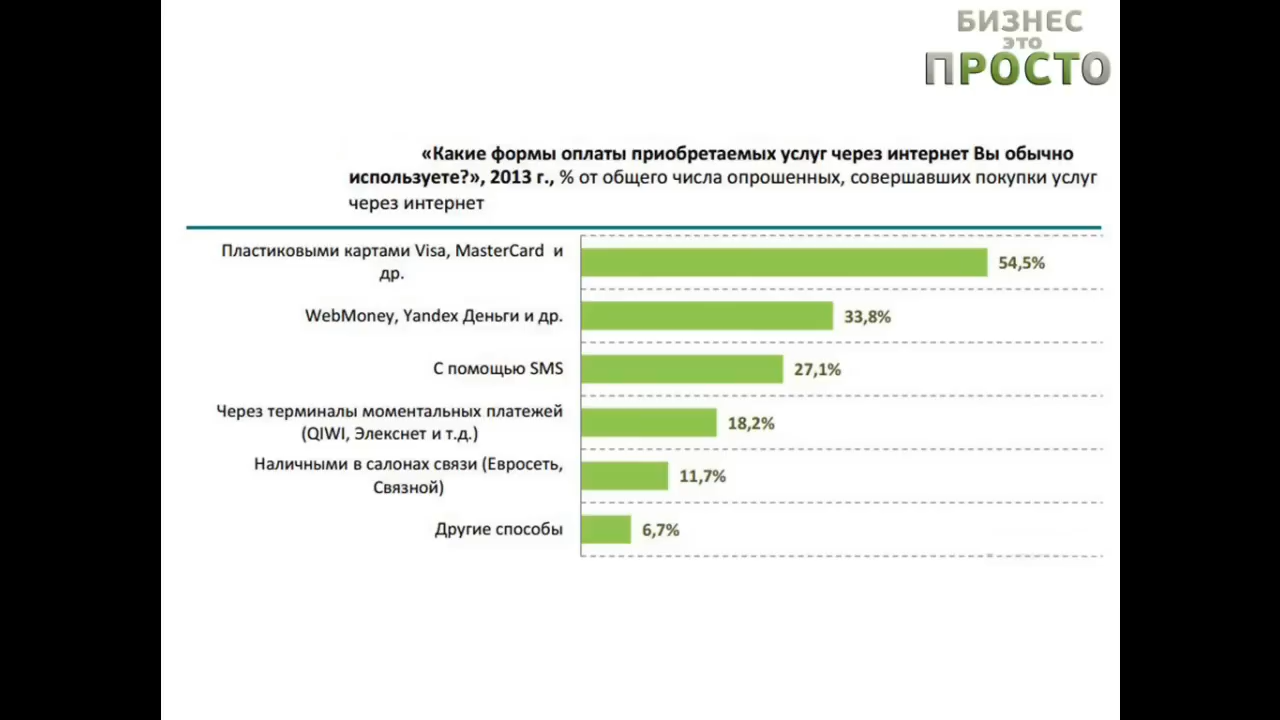 БИЗНЕС
ЭТО
ПРОСТО
«Какие формы оплаты приобретаемых услуг через интернет Вы обычно
используете?», 2013 г., % от общего числа опрошенных, совершавших покупки услуг
через интернет
Пластиковыми картами Visa, MasterCard и
др.
54,5%
WebMoney, Yandex Деньги и др.
33,8%
С помощью SMS
27,1%
Через терминалы моментальных платежей
(QIWI, Элекснет и т.д.)
18,2%
Наличными в салонах связи (Евросеть,
Связной)
11,7%
Другие способы
6,7%